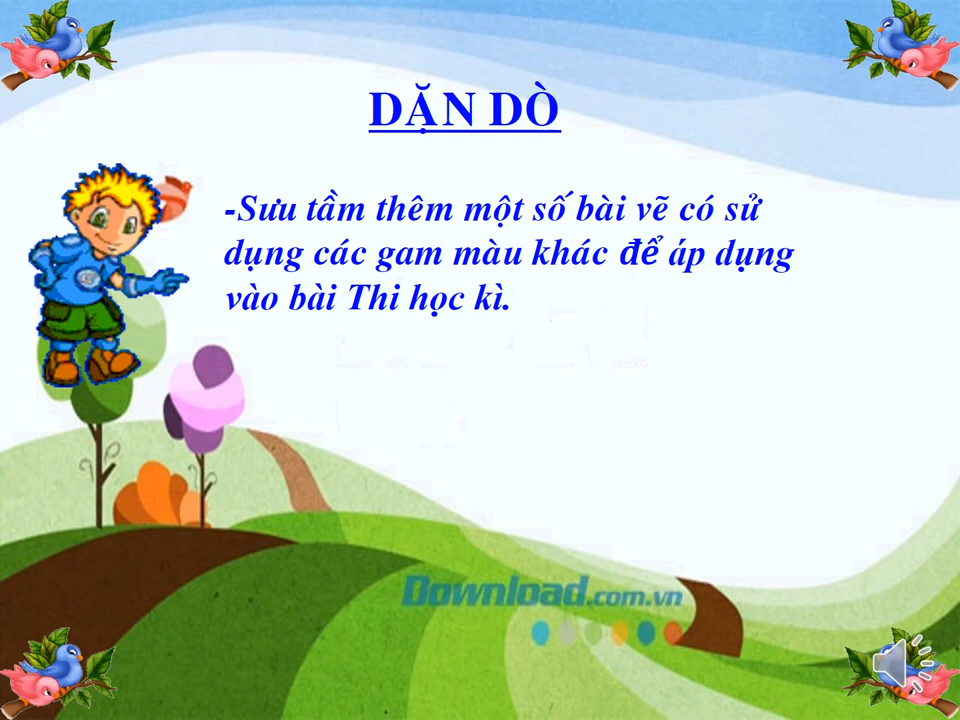 DẶN DÒ
-Sưu tầm thêm một số bài vẽ có sử
dụng các gam màu khác để áp dụng
vào bài Thi học kì.
Download.com.vn